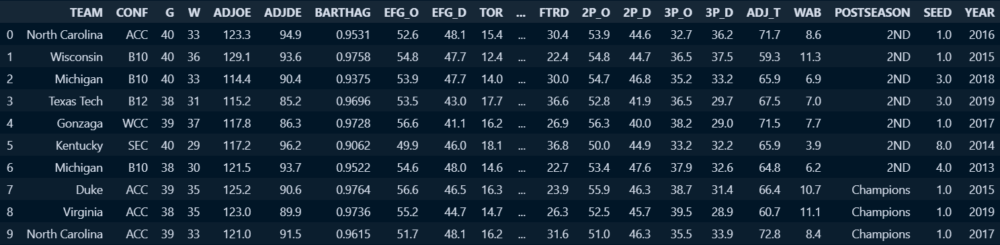 TEAM CONF G W ADJOE ADJDE BARTHAG EFG_O EFG_D TOR ... FTRD 2P_O 2P_D 3P_O 3P_D ADJ_T WAB POSTSEASON SEED YEAR
0 North Carolina ACC 40 33 123.3 94.9 0.9531 52.6 48.1 15.4 ... 30.4 53.9 44.6 32.7 36.2 71.7 8.6 2ND 1.0 2016
1 Wisconsin B10 40 36 129.1 93.6 0.9758 54.8 47.7 12.4 ... 22.4 54.8 44.7 36.5 37.5 59.3 11.3 2ND 1.0 2015
2 Michigan B10 40 33 114.4 90.4 0.9375 53.9 47.7 14.0 ... 30.0 54.7 46.8 35.2 33.2 65.9 6.9 2ND 3.0 2018
3 Texas Tech B12 38 31 115.2 85.2 0.9696 53.5 43.0 17.7 ... 36.6 52.8 41.9 36.5 29.7 67.5 7.0 2ND 3.0 2019
4 Gonzaga WCC 39 37 117.8 86.3 0.9728 56.6 41.1 16.2 ... 26.9 56.3 40.0 38.2 29.0 71.5 7.7 2ND 1.0 2017
5 Kentucky SEC 40 29 117.2 96.2 0.9062 49.9 46.0 18.1 ... 36.8 50.0 44.9 33.2 32.2 65.9 3.9 2ND 8.0 2014
6 Michigan B10 38 30 121.5 93.7 0.9522 54.6 48.0 14.6 ... 22.7 53.4 47.6 37.9 32.6 64.8 6.2 2ND 4.0 2013
7 Duke ACC 39 35 125.2 90.6 0.9764 56.6 46.5 16.3 ... 23.9 55.9 46.3 38.7 31.4 66.4 10.7 Champions 1.0 2015
8 Virginia ACC 38 35 123.0 89.9 0.9736 55.2 44.7 14.7 ... 26.3 52.5 45.7 39.5 28.9 60.7 11.1 Champions 1.0 2019
9 North Carolina ACC 39 33 121.0 91.5 0.9615 51.7 48.1 16.2 ... 31.6 51.0 46.3 35.5 33.9 72.8 8.4 Champions 1.0 2017